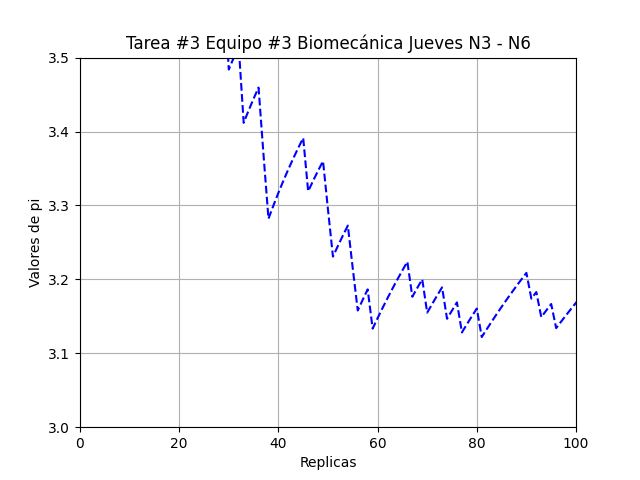 Tarea #3 Equipo #3 Biomecánica Jueves N3 - N6
3.5
3.4
3.3
3.2
3.1
3.0
Valores de pi
0 20 40 60 80 100
Replicas